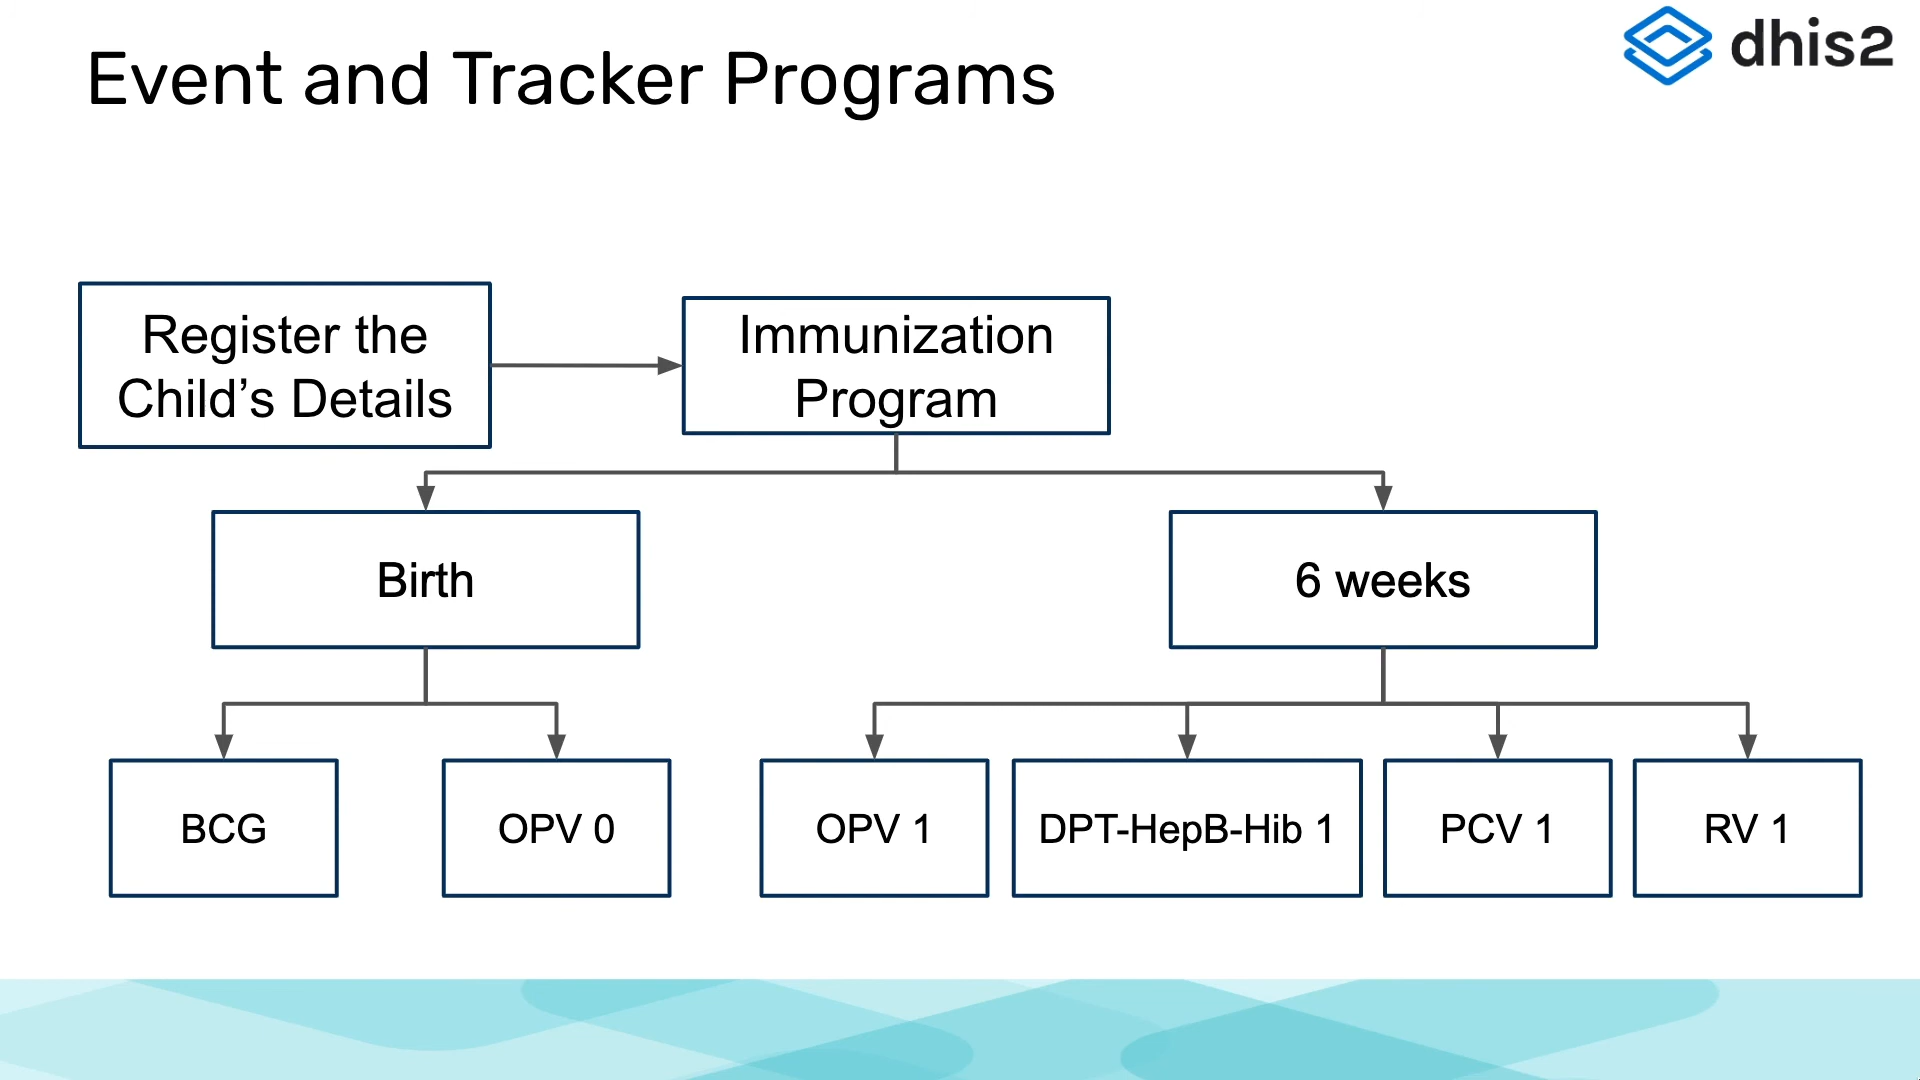 dhis2
Event and Tracker Programs
Register the
Child’s Details
Immunization
Program
Birth
6 weeks
BCG
OPV 0
OPV 1
DPT-HepB-Hib 1
PCV 1
RV 1